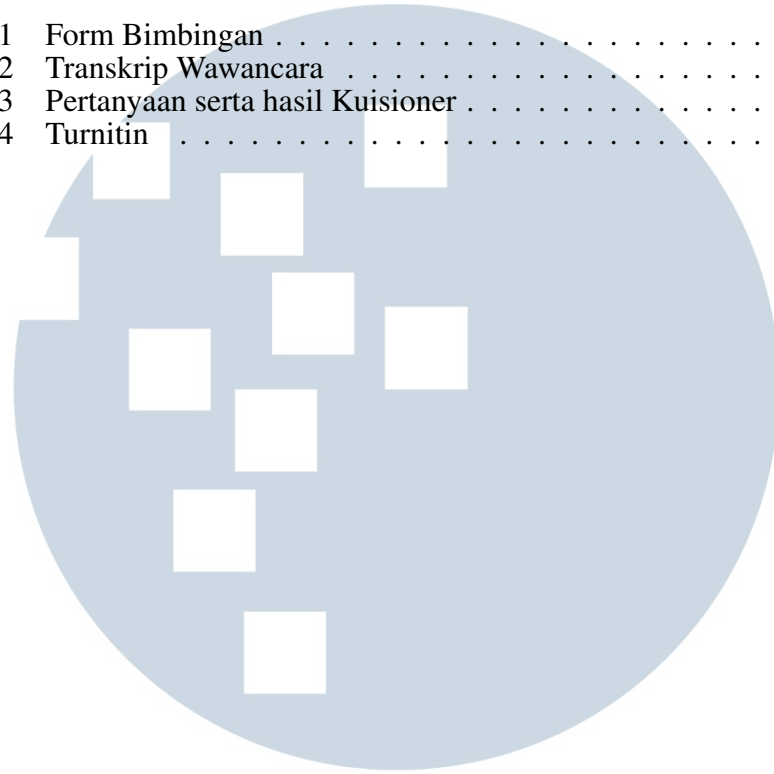 1 Form Bimbingan . . . . . . . . . . . . . . . . . . . . .
2 Transkrip Wawancara . . . . . . . . . . . . . . . . . .
3 Pertanyaan serta hasil Kuisioner . . . . . . . . . . . . .
4 Turnitin . . . . . . . . . . . . . . . . . . . . . . . . .